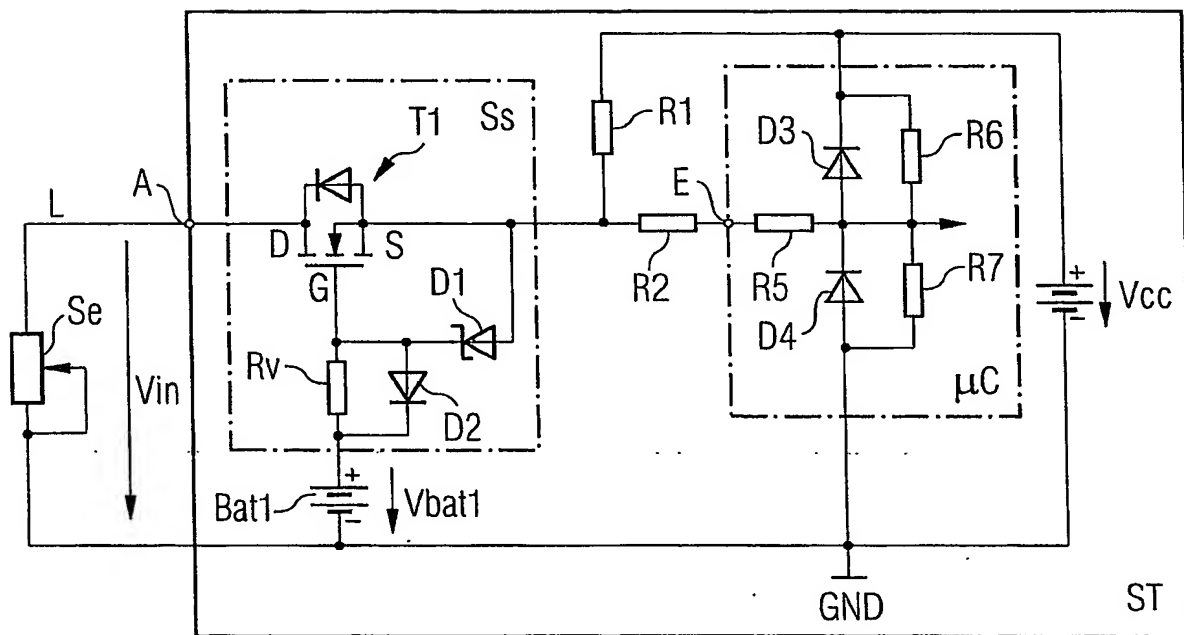 Ss
T1
R1
D3
R6
A
E
L
D
S
G
R2
R5
R7
D1
D4
Vcc
+
-
Se
Vin
Rv
D2
µC
Bat1
+
-
Vbat1
GND
ST